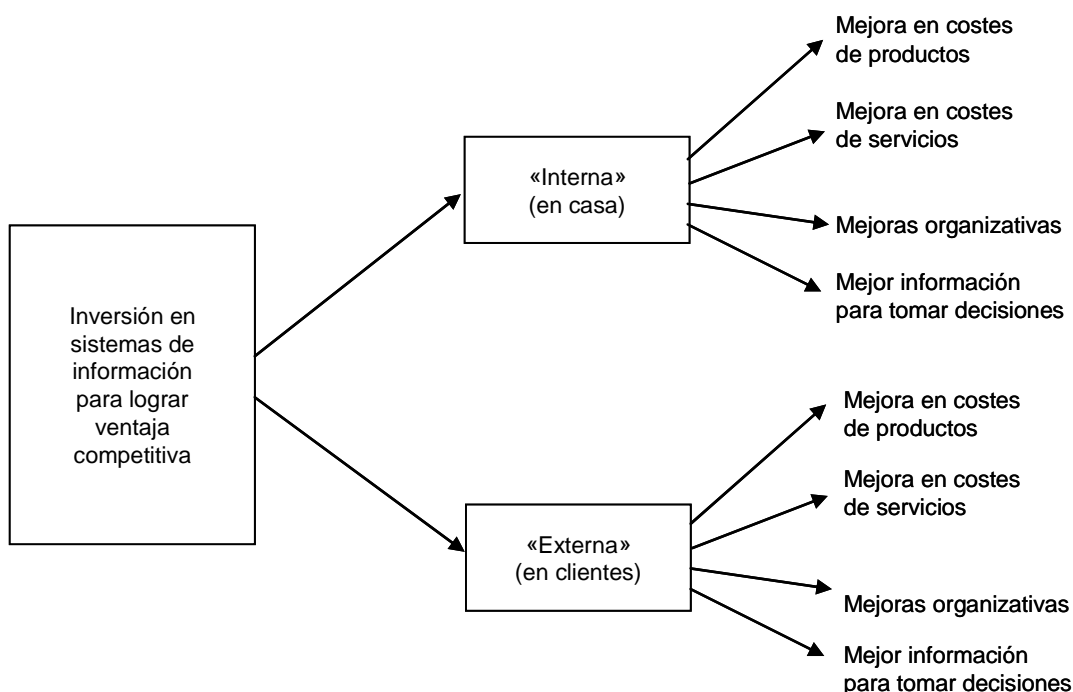 Mejora en costes
de productos
Mejora en costes
de servicios
«Interna»
(en casa)
Mejoras organizativas
Mejor información
para tomar decisiones
Inversión en
sistemas de
información
para lograr
ventaja
competitiva
Mejora en costes
de productos
Mejora en costes
de servicios
«Externa»
(en clientes)
Mejoras organizativas
Mejor información
para tomar decisiones